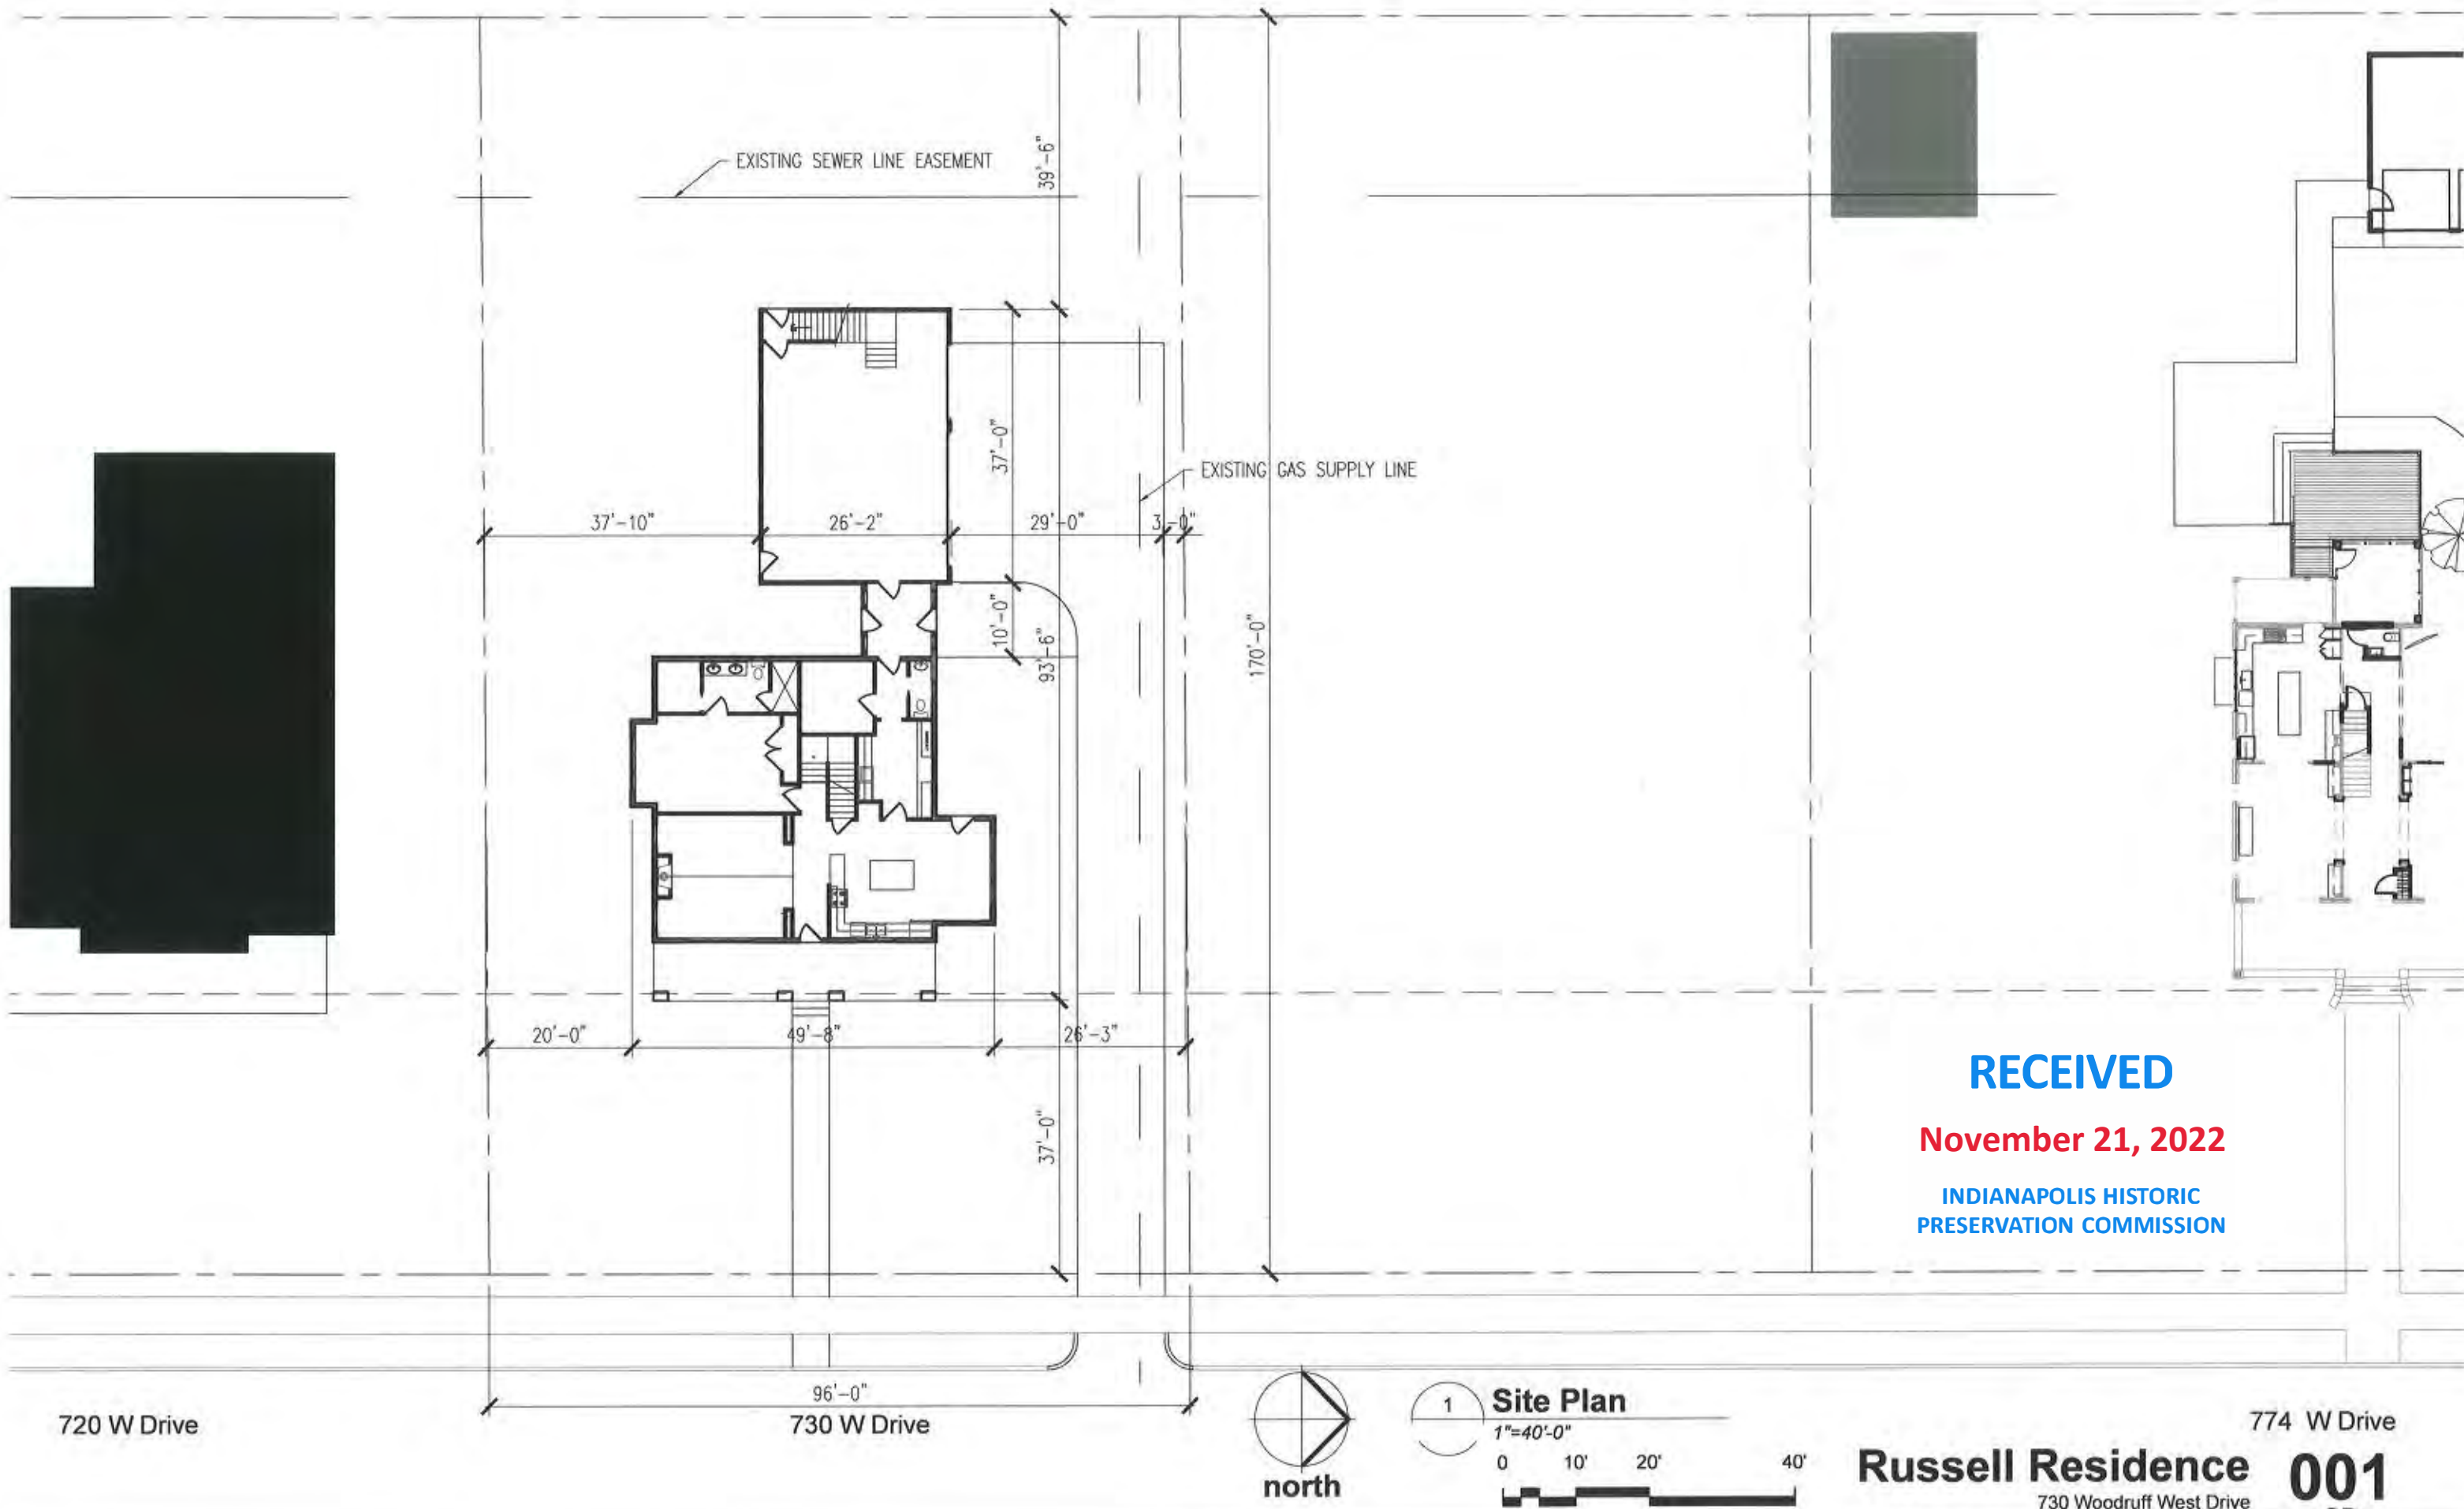 39'-6"
EXISTING SEWER LINE EASEMENT
37'-0"
EXISTING GAS SUPPLY LINE
37'-10"
26'-2"
29'-0"
3'-0"
10'-0"
93'-6"
170'-0"
20'-0"
49'-8"
26'-3"
37'-0"
RECEIVED
November 21, 2022
INDIANAPOLIS HISTORIC
PRESERVATION COMMISSION
96'-0"
720 W Drive
730 W Drive
north
1
Site Plan
1"=40'-0"
0 10' 20' 40'
774 W Drive
Russell Residence
001
730 Woodruff West Drive